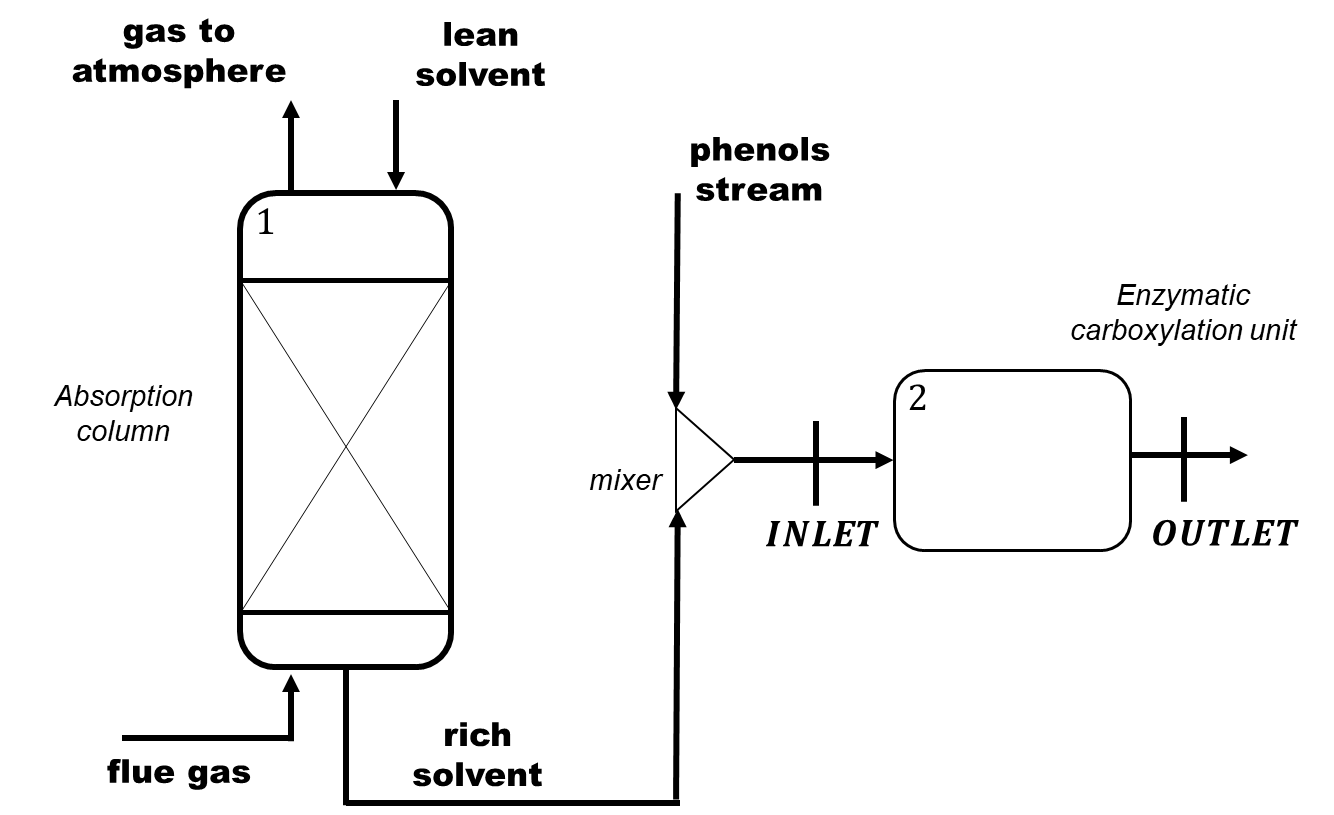 gas to
atmosphere
lean
solvent
phenols
stream
1
Enzymatic
carboxylation unit
2
Absorption
column
mixer
INLET
OUTLET
rich
solvent
flue gas